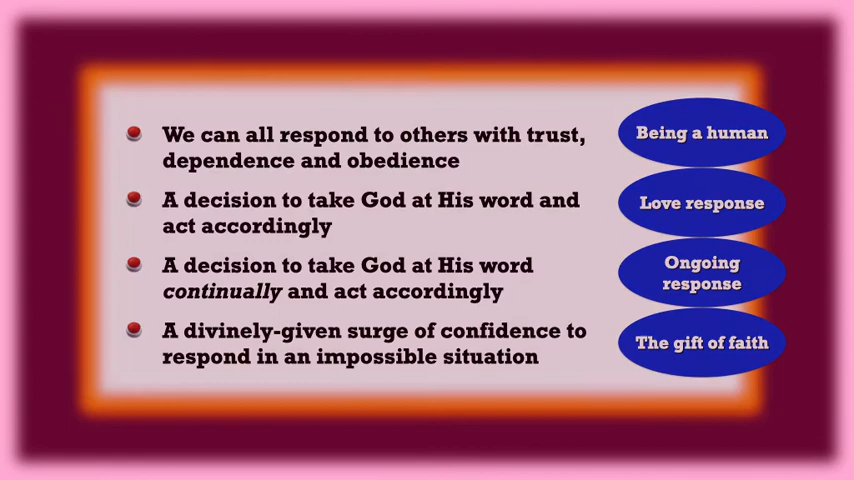 We can all respond to others with trust,
dependence and obedience
Being a human
A decision to take God at His word and
act accordingly
Love response
A decision to take God at His word
continually and act accordingly
Ongoing
response
A divinely-given surge of confidence to
respond in an impossible situation
The gift of faith